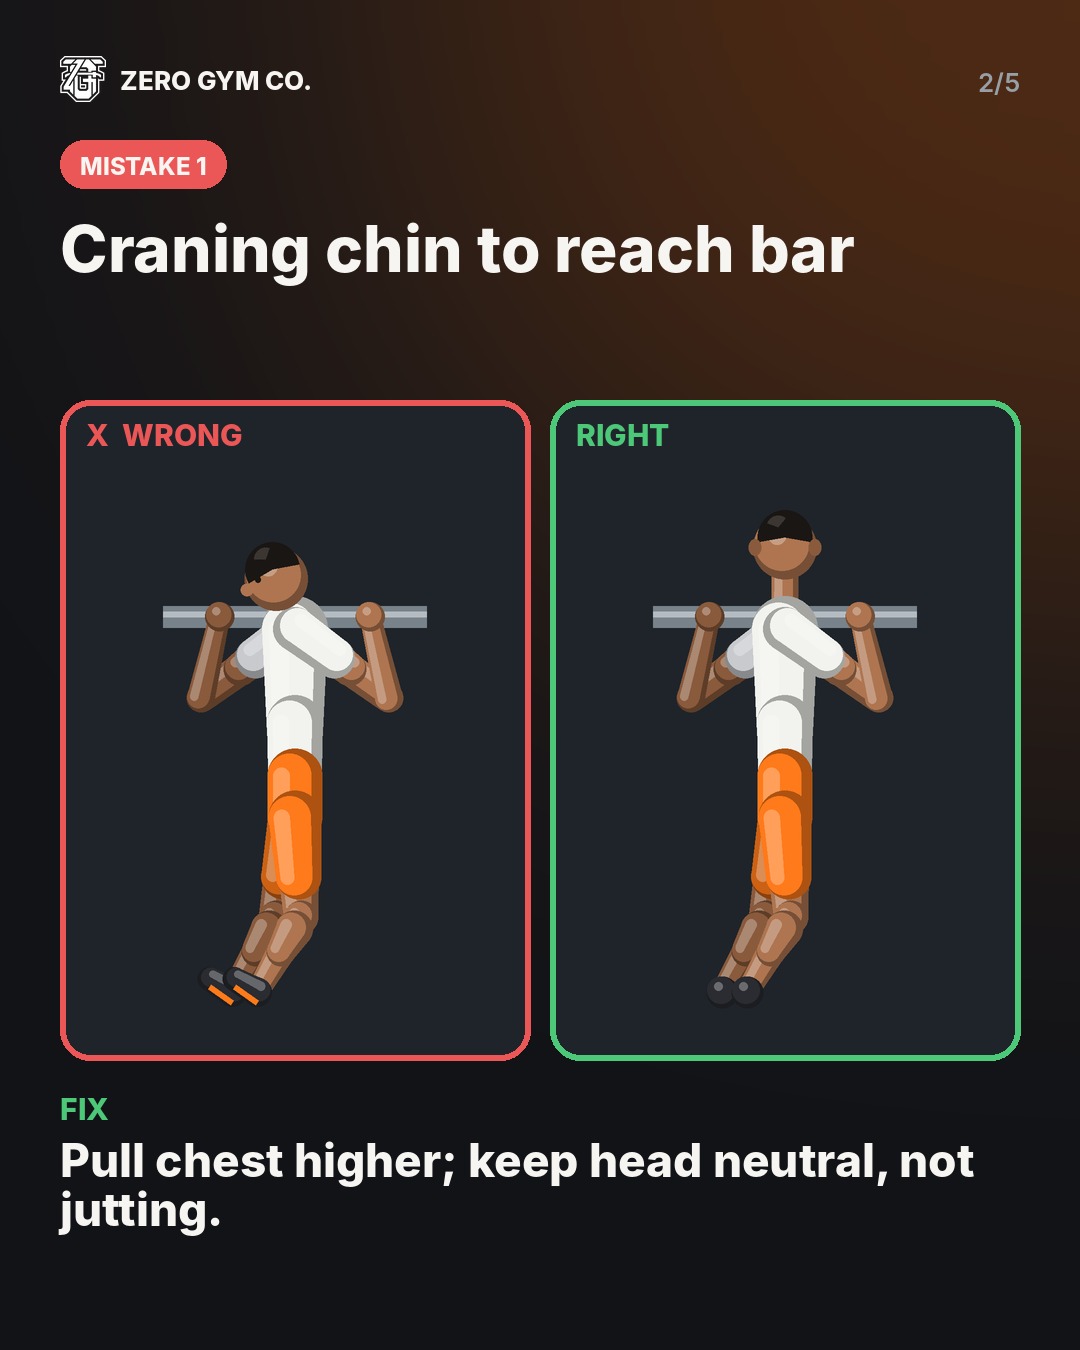 ZERO GYM CO.
2/5
MISTAKE 1
Craning chin to reach bar
X WRONG
RIGHT
FIX
Pull chest higher; keep head neutral, not
jutting.